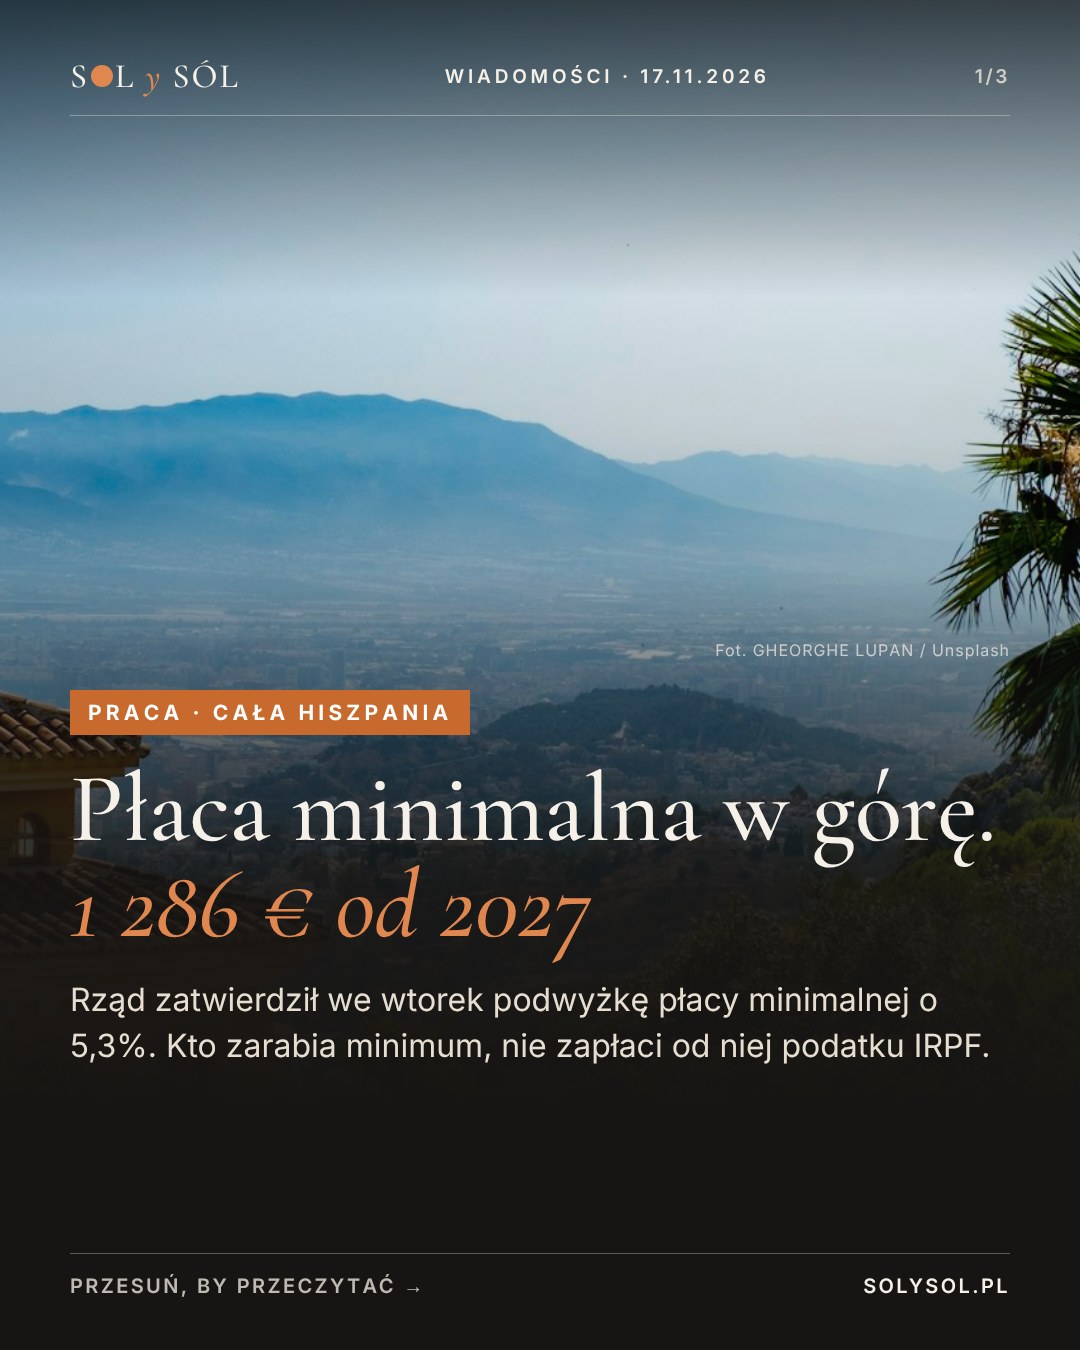 SOL y SÓL
WIADOMOŚCI · 17.11.2026
1/3
Fot. GHEORGHE LUPAN / Unsplash
PRACA · CAŁA HISZPANIA
Płaca minimalna w górę.
1 286 € od 2027
Rząd zatwierdził we wtorek podwyżkę płacy minimalnej o
5,3%. Kto zarabia minimum, nie zapłaci od niej podatku IRPF.
PRZESUŃ, BY PRZECZYTAĆ →
SOLYSOL.PL